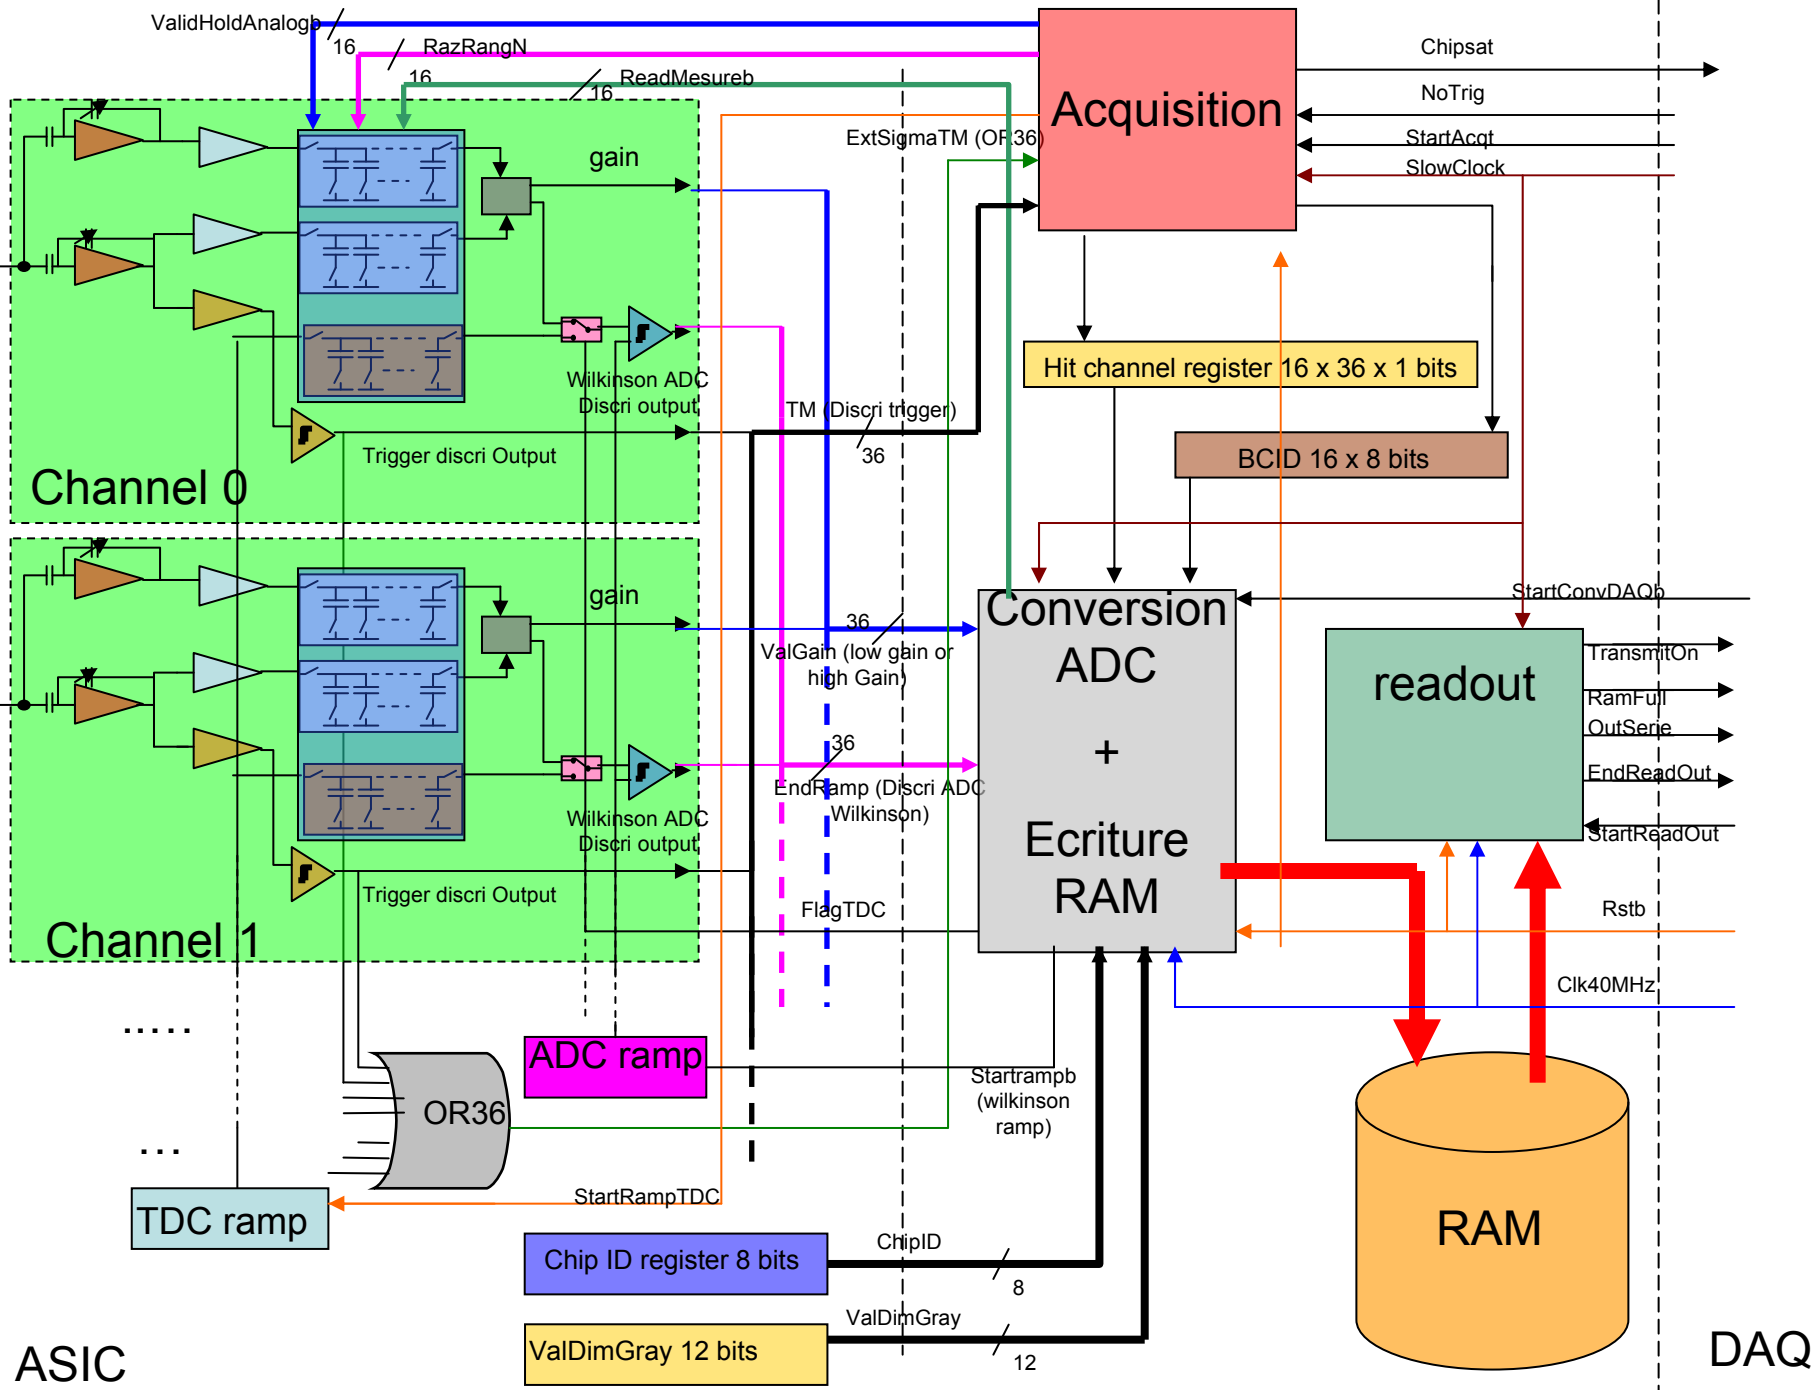 ValidHoldAnalogb
16
RazRangN
16
ReadMesureb
16
Acquisition
Chipsat
NoTrig
StartAcqt
SlowClock
ExtSigmaTM (OR36)
gain
Hit channel register 16 x 36 x 1 bits
Wilkinson ADC
Discri output
TM (Discri trigger)
36
BCID 16 x 8 bits
Trigger discri Output
Channel 0
gain
36
ValGain (low gain or
high Gain)
Conversion
ADC
+
Ecriture
RAM
StartConvDAQb
readout
TransmitOn
RamFull
OutSerie
EndReadOut
StartReadOut
36
EndRamp (Discri ADC
Wilkinson)
Wilkinson ADC
Discri output
Trigger discri Output
Channel 1
FlagTDC
Rstb
Clk40MHz
.....
ADC ramp
Startrampb
(wilkinson
ramp)
OR36
...
StartRampTDC
TDC ramp
RAM
Chip ID register 8 bits
ChipID
8
ValDimGray 12 bits
ValDimGray
12
ASIC
DAQ